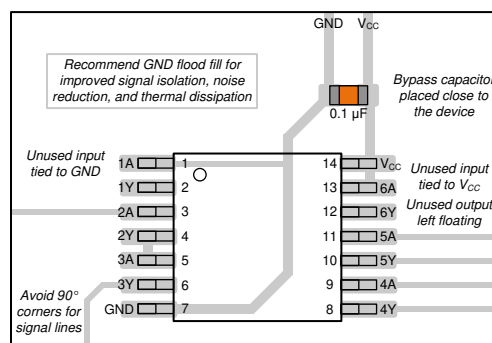 GND VCC
Recommend GND flood fill for
improved signal isolation, noise
reduction, and thermal dissipation
Bypass capacitor
placed close to
the device
0.1 µF
Unused input
tied to GND
1A 1 14 VCC
Unused input
tied to VCC
1Y 2 13 6A
Unused output
left floating
2A 3 12 6Y
2Y 4 11 5A
3A 5 10 5Y
Avoid 90°
corners for
signal lines
3Y 6 9 4A
GND 7 8 4Y